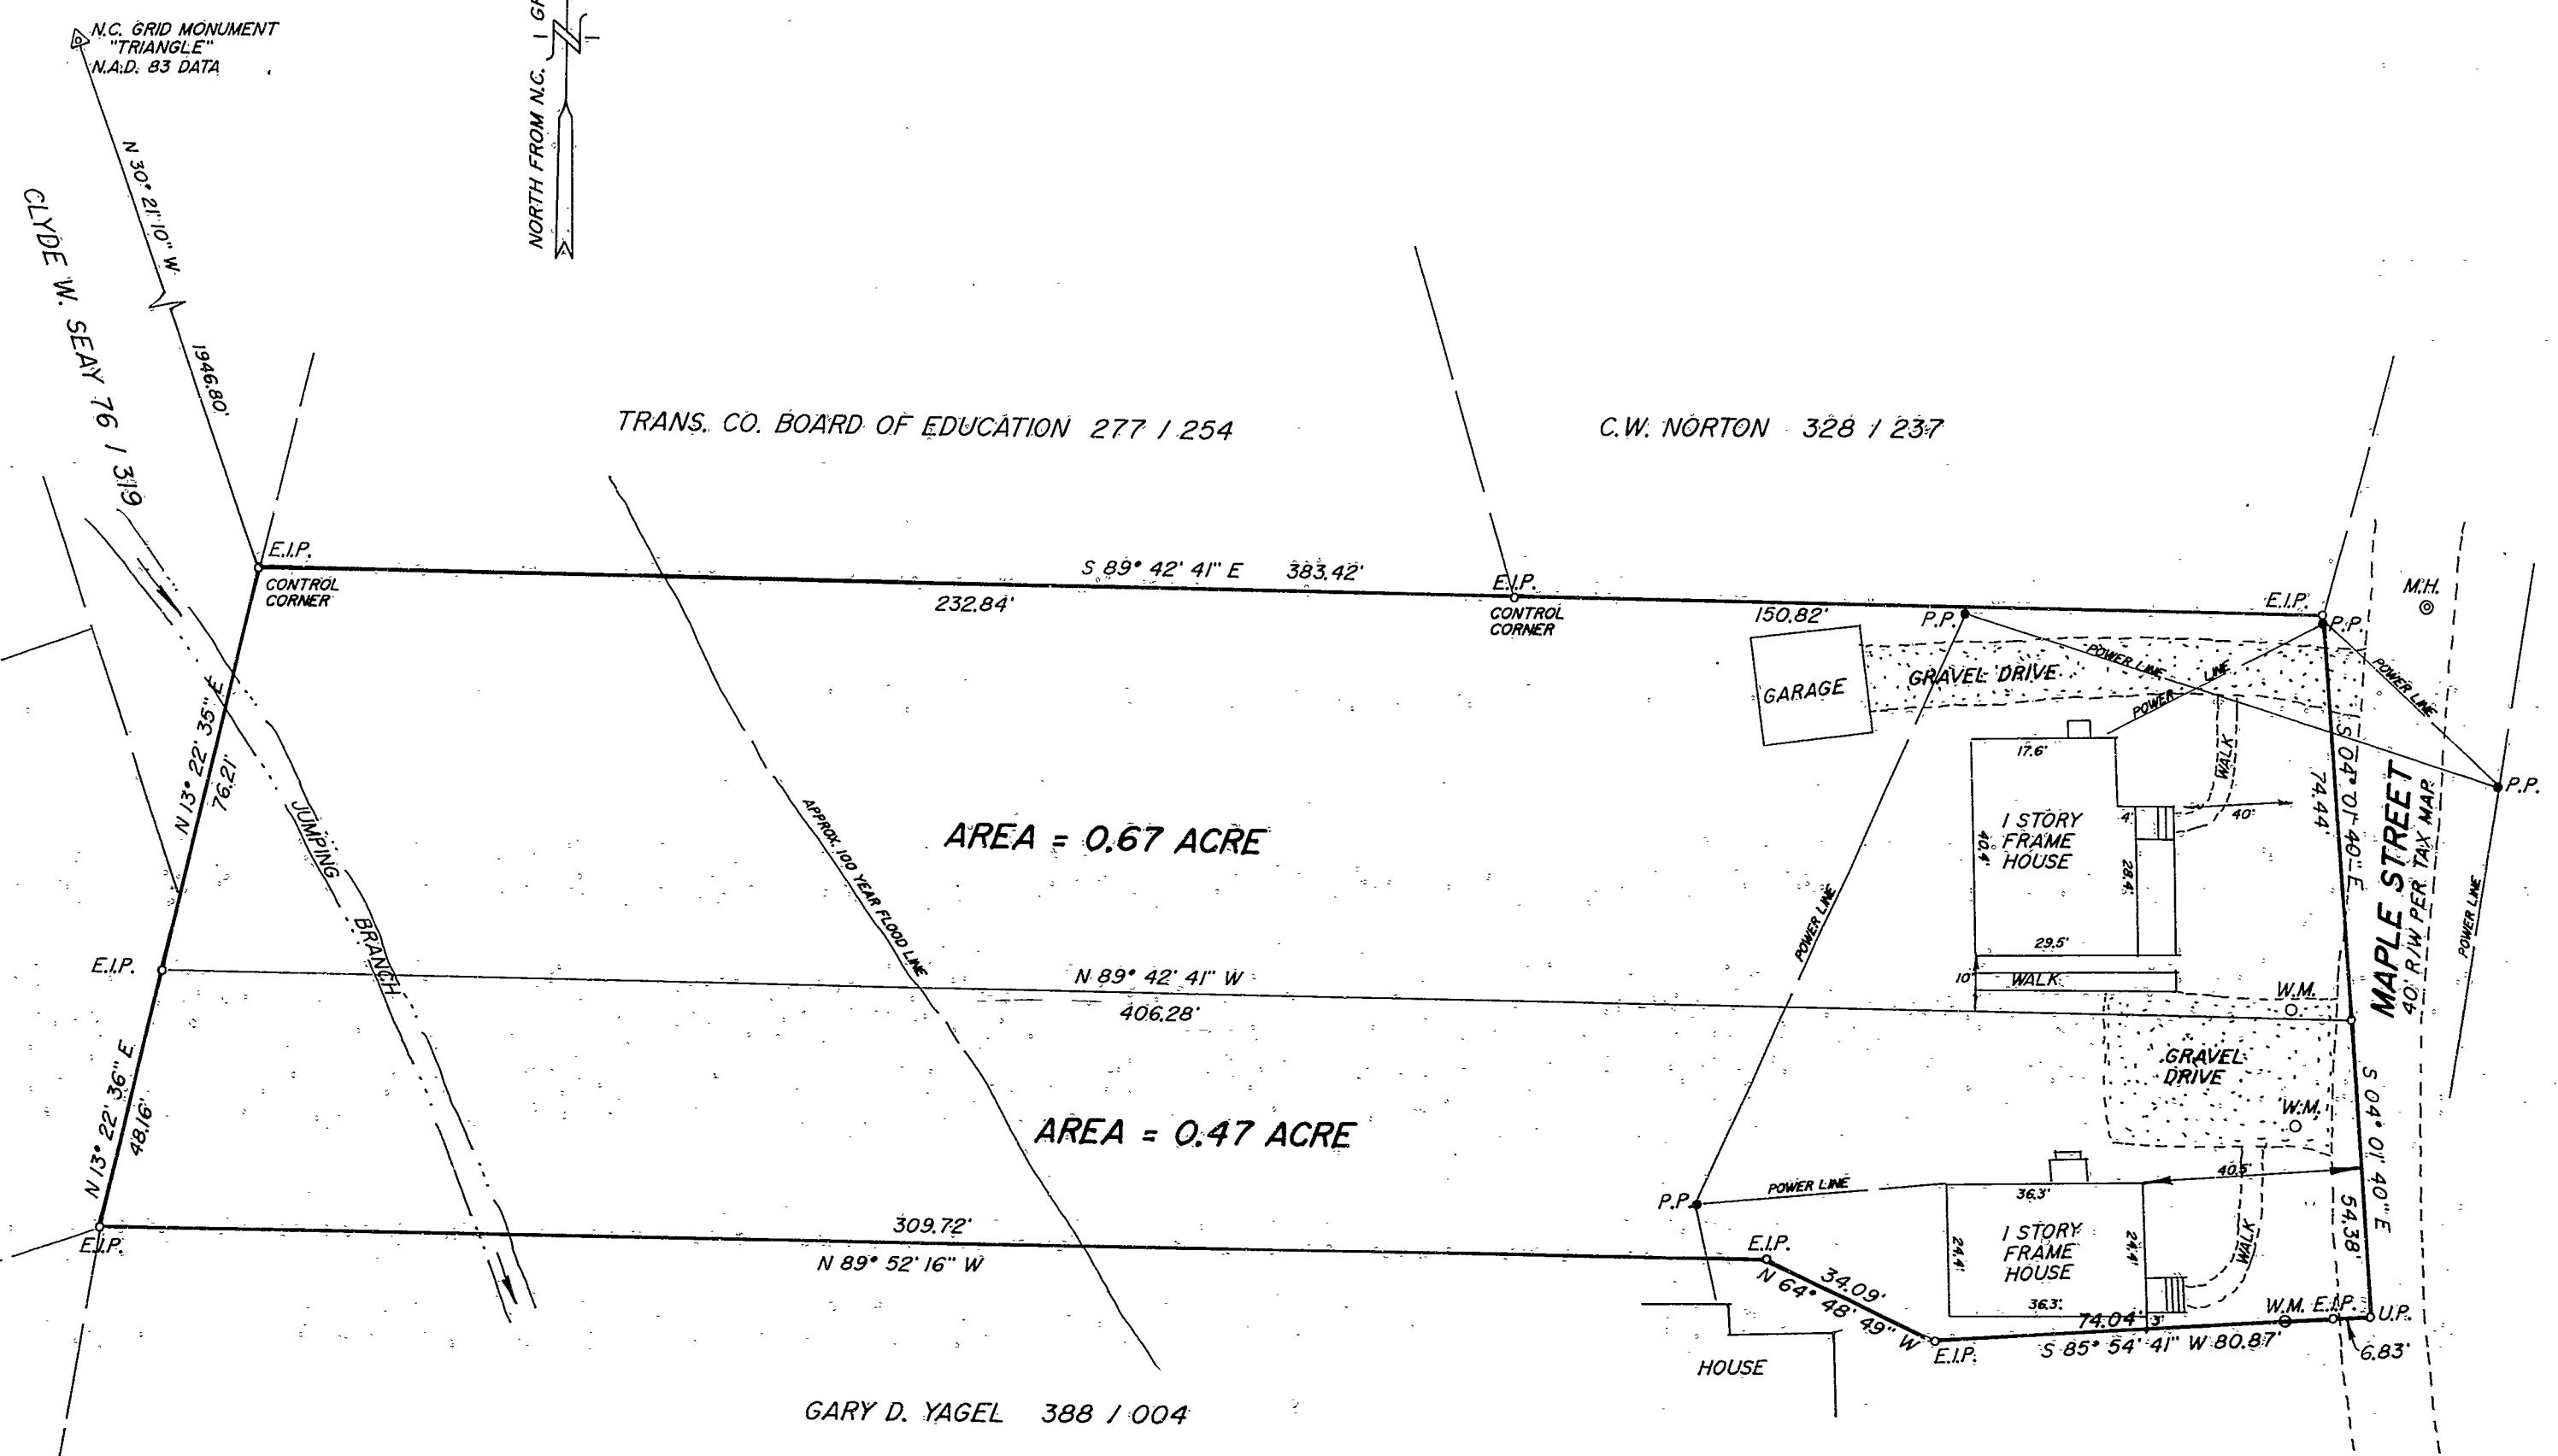 N.C. GRID MONUMENT
"TRIANGLE"
N.A.D. 83 DATA
NORTH FROM N.C.
N 30° 21' 10" W
1946.80'
CLYDE W. SEAY 76 / 319
TRANS. CO. BOARD OF EDUCATION 277 / 254
C.W. NORTON 328 / 237
E.I.P.
CONTROL
CORNER
S 89° 42' 41" E 383.42'
232.84'
E.I.P.
CONTROL
CORNER
150.82'
E.I.P.
P.P.
P.P.
M.H.
GARAGE
GRAVEL DRIVE
POWER LINE
POWER LINE
POWER LINE
WALK
P.P.
N 13° 22' 35" E
76.21'
JUMPING
BRANCH
APPROX. 100 YEAR FLOOD LINE
AREA = 0.67 ACRE
POWER LINE
17.6'
1 STORY
FRAME
HOUSE
40.4'
4'
28.4'
40'
29.5'
10'
WALK
S 04° 01' 40" E
74.44'
MAPLE STREET
40' R/W PER TAX MAP
POWER LINE
E.I.P.
N 89° 42' 41" W
406.28'
W.M.
GRAVEL
DRIVE
W.M.
N 13° 22' 36" E
48.16'
AREA = 0.47 ACRE
S 04° 01' 40" E
54.38'
P.P.
POWER LINE
36.3'
40.5'
1 STORY
FRAME
HOUSE
24.4'
24.4'
36.3'
WALK
E.I.P.
309.72'
N 89° 52' 16" W
E.I.P.
34.09'
N 64° 48' 49" W
E.I.P.
74.04'
3'
W.M.
E.I.P.
U.P.
S 85° 54' 41" W 80.87'
6.83'
HOUSE
GARY D. YAGEL 388 / 004